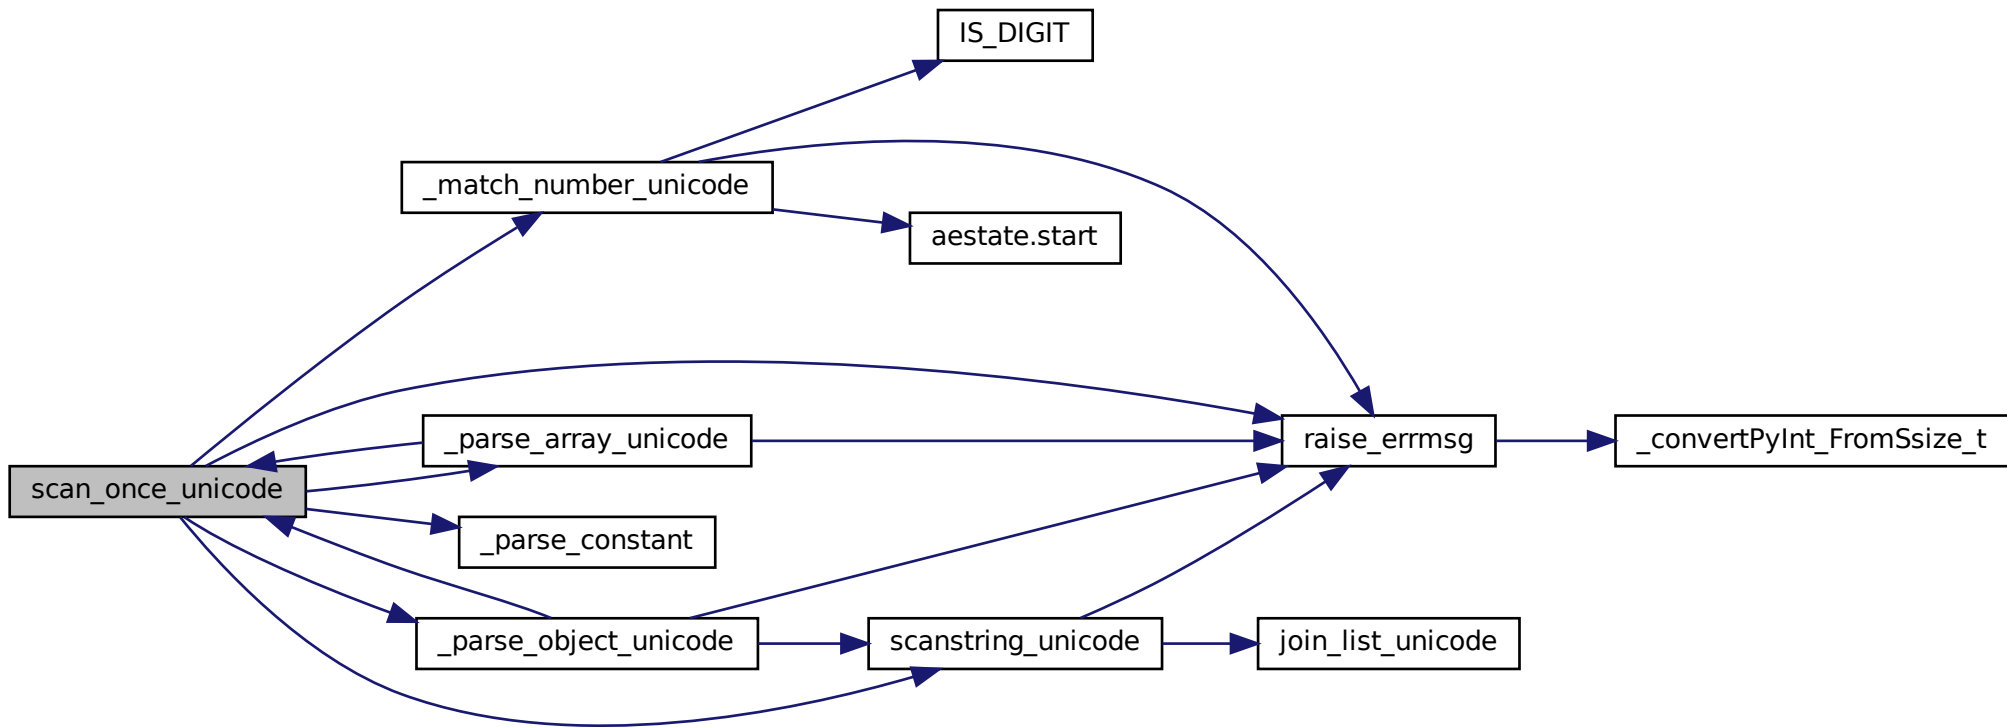 IS_DIGIT
_match_number_unicode
aestate.start
_parse_array_unicode
raise_errmsg
_convertPyInt_FromSsize_t
scan_once_unicode
_parse_constant
_parse_object_unicode
scanstring_unicode
join_list_unicode